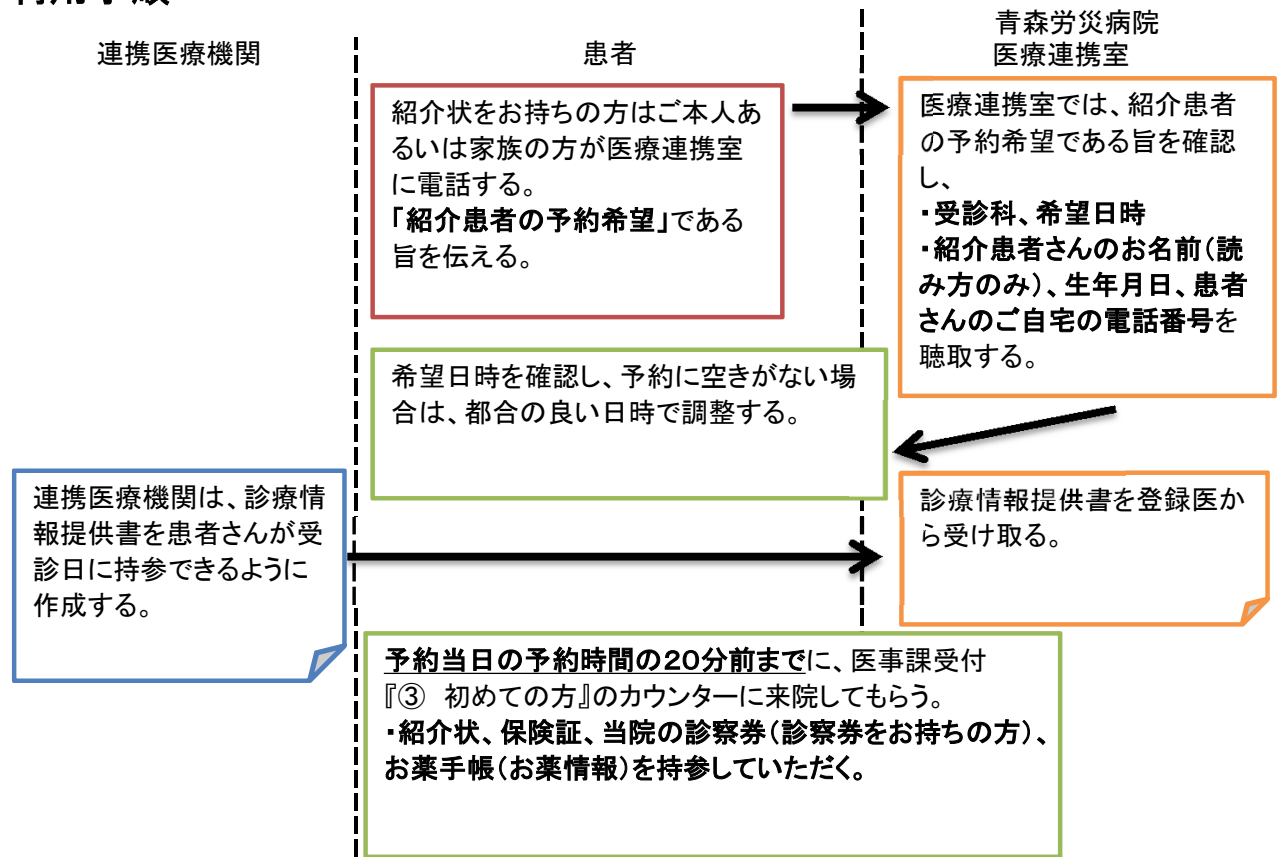 連携医療機関
患者
青森労災病院
医療連携室
紹介状をお持ちの方はご本人あ
るいは家族の方が医療連携室
に電話する。
「紹介患者の予約希望」である
旨を伝える。
医療連携室では、紹介患者
の予約希望である旨を確認
し、
・受診科、希望日時
・紹介患者さんのお名前(読
み方のみ)、生年月日、患者
さんのご自宅の電話番号を
聴取する。
希望日時を確認し、予約に空きがない場
合は、都合の良い日時で調整する。
連携医療機関は、診療情
報提供書を患者さんが受
診日に持参できるように
作成する。
診療情報提供書を登録医か
ら受け取る。
予約当日の予約時間の20分前までに、医事課受付
『③ 初めての方』のカウンターに来院してもらう。
・紹介状、保険証、当院の診察券(診察券をお持ちの方)、
お薬手帳(お薬情報)を持参していただく。